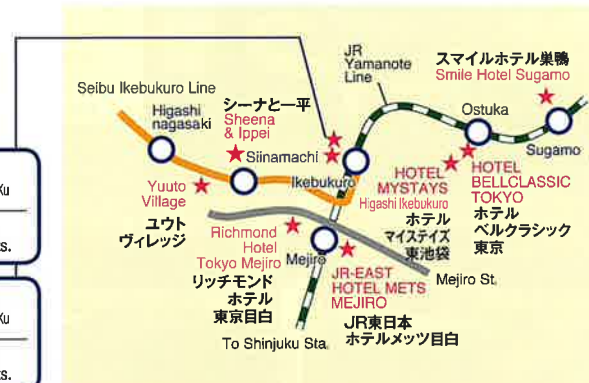 JR
Yamanote
Line
スマイルホテル巣鴨
Smile Hotel Sugamo
Seibu Ikebukuro Line
Higashi
nagasaki
シーナと一平
Sheena
& Ippei
Siinamachi
Ostuka
Sugamo
Ikebukuro
Yuuto
Village
ユウト
ヴィレッジ
HOTEL
MYSTAYS
Higashi Ikebukuro
ホテル
マイステイズ
東池袋
HOTEL
BELLCLASSIC
TOKYO
ホテル
ベルクラシック
東京
Richmond
Hotel
Tokyo Mejiro
リッチモンド
ホテル
東京目白
Mejiro
JR-EAST
HOTEL METS
MEJIRO
JR東日本
ホテルメッツ目白
Mejiro St.
To Shinjuku Sta.
Ku
ts.
Ku
ts.